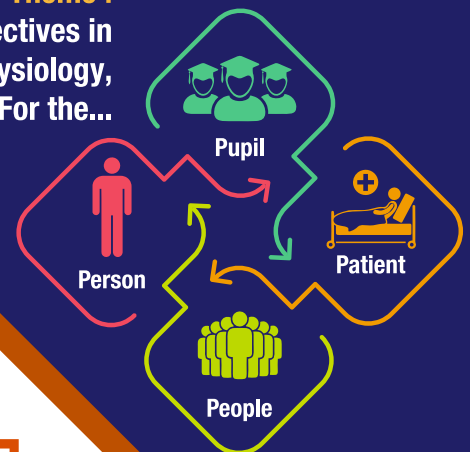 ectives in
ysiology,
For the...
Pupil
Person
Patient
People